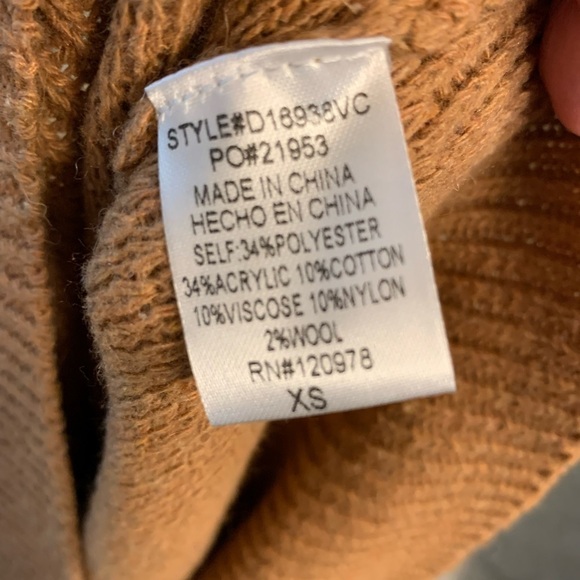 STYLE#D16938VC
PO#21953
MADE IN CHINA
HECHO EN CHINA
SELF:34%POLYESTER
34%ACRYLIC 10%COTTON
10%VISCOSE 10%NYLON
2%WOOL
RN#120978
XS